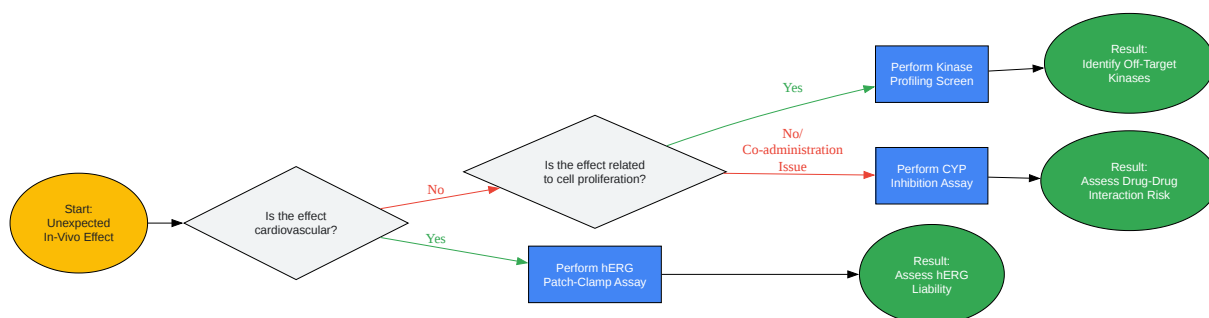 Start:
Unexpected
In-Vivo Effect
Is the effect
cardiovascular?
No
Yes
Is the effect related
to cell proliferation?
Yes
No/
Co-administration
Issue
Perform Kinase
Profiling Screen
Result:
Identify Off-Target
Kinases
Perform CYP
Inhibition Assay
Result:
Assess Drug-Drug
Interaction Risk
Perform hERG
Patch-Clamp Assay
Result:
Assess hERG
Liability